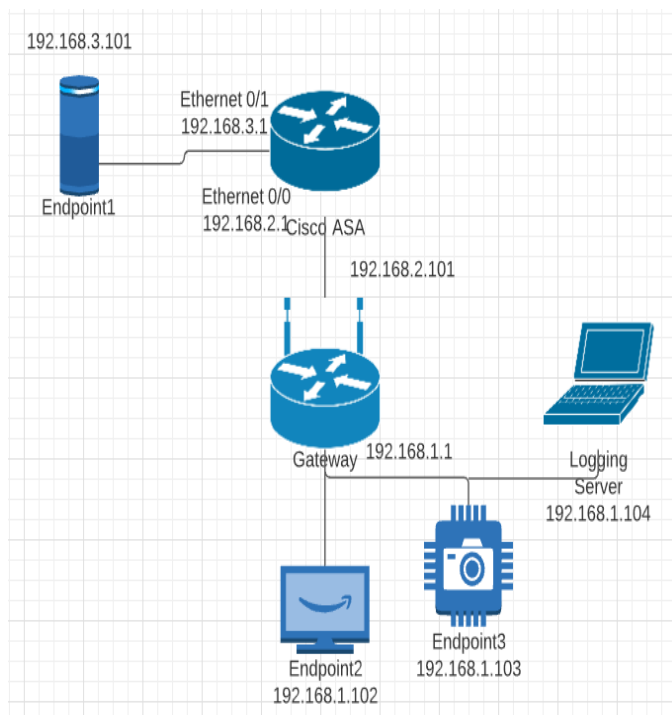 192.168.3.101
Ethernet 0/1
192.168.3.1
Endpoint1
Ethernet 0/0
192.168.2.1
Cisco ASA
192.168.2.101
Gateway
192.168.1.1
Logging
Server
192.168.1.104
Endpoint3
192.168.1.103
Endpoint2
192.168.1.102